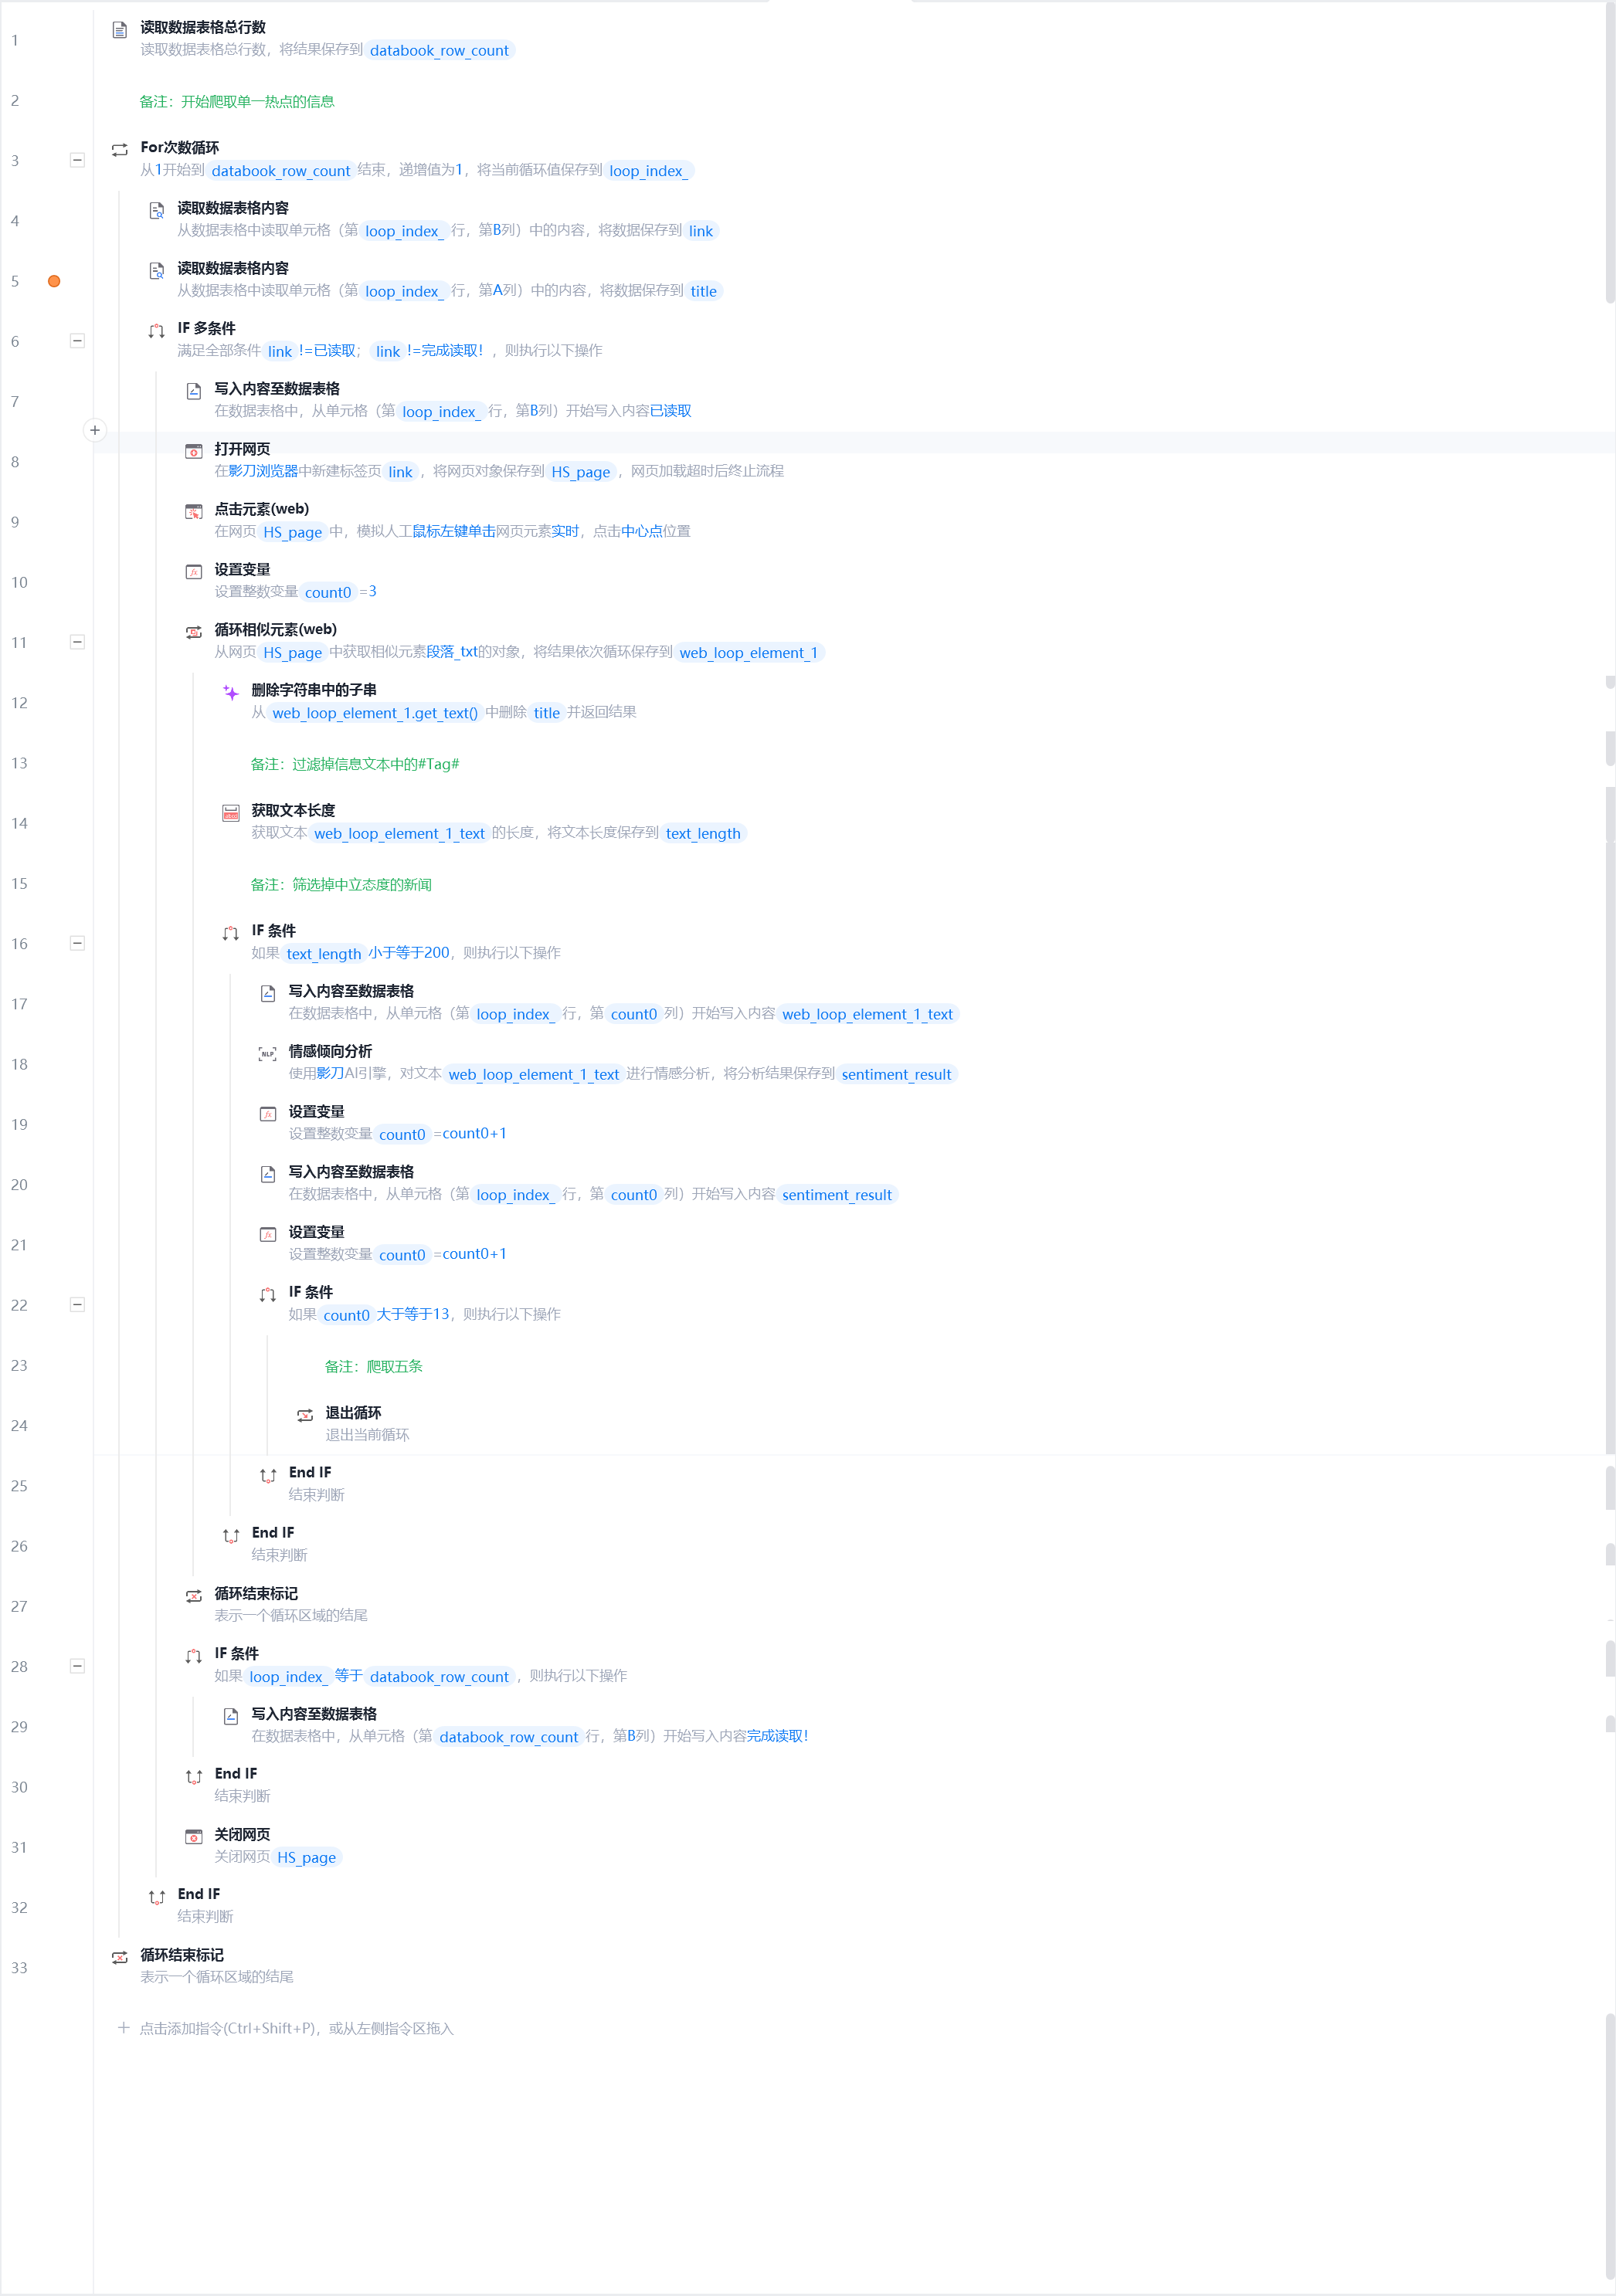 1
读取数据表格总行数
读取数据表格总行数，将结果保存到 databook_row_count
2
备注：开始爬取单一热点的信息
3
For次数循环
从1开始到 databook_row_count 结束，递增值为1，将当前循环值保存到 loop_index_
4
读取数据表格内容
从数据表格中读取单元格（第 loop_index_ 行，第B列）中的内容，将数据保存到 link
5
读取数据表格内容
从数据表格中读取单元格（第 loop_index_ 行，第A列）中的内容，将数据保存到 title
6
IF 多条件
满足全部条件 link !=已读取； link !=完成读取！，则执行以下操作
7
写入内容至数据表格
在数据表格中，从单元格（第 loop_index_ 行，第B列）开始写入内容已读取
8
打开网页
在影刀浏览器中新建标签页 link ，将网页对象保存到 HS_page ，网页加载超时后终止流程
9
点击元素(web)
在网页 HS_page 中，模拟人工鼠标左键单击网页元素实时，点击中心点位置
10
设置变量
设置整数变量 count0 =3
11
循环相似元素(web)
从网页 HS_page 中获取相似元素段落_txt的对象，将结果依次循环保存到 web_loop_element_1
12
删除字符串中的子串
从 web_loop_element_1.get_text() 中删除 title 并返回结果
13
备注：过滤掉信息文本中的#Tag#
14
获取文本长度
获取文本 web_loop_element_1_text 的长度，将文本长度保存到 text_length
15
备注：筛选掉中立态度的新闻
16
IF 条件
如果 text_length 小于等于200，则执行以下操作
17
写入内容至数据表格
在数据表格中，从单元格（第 loop_index_ 行，第 count0 列）开始写入内容 web_loop_element_1_text
18
NLP
情感倾向分析
使用影刀AI引擎，对文本 web_loop_element_1_text 进行情感分析，将分析结果保存到 sentiment_result
19
设置变量
设置整数变量 count0 =count0+1
20
写入内容至数据表格
在数据表格中，从单元格（第 loop_index_ 行，第 count0 列）开始写入内容 sentiment_result
21
设置变量
设置整数变量 count0 =count0+1
22
IF 条件
如果 count0 大于等于13，则执行以下操作
23
备注：爬取五条
24
退出循环
退出当前循环
25
End IF
结束判断
26
End IF
结束判断
27
循环结束标记
表示一个循环区域的结尾
28
IF 条件
如果 loop_index_ 等于 databook_row_count ，则执行以下操作
29
写入内容至数据表格
在数据表格中，从单元格（第 databook_row_count 行，第B列）开始写入内容完成读取！
30
End IF
结束判断
31
关闭网页
关闭网页 HS_page
32
End IF
结束判断
33
循环结束标记
表示一个循环区域的结尾
点击添加指令(Ctrl+Shift+P)，或从左侧指令区拖入